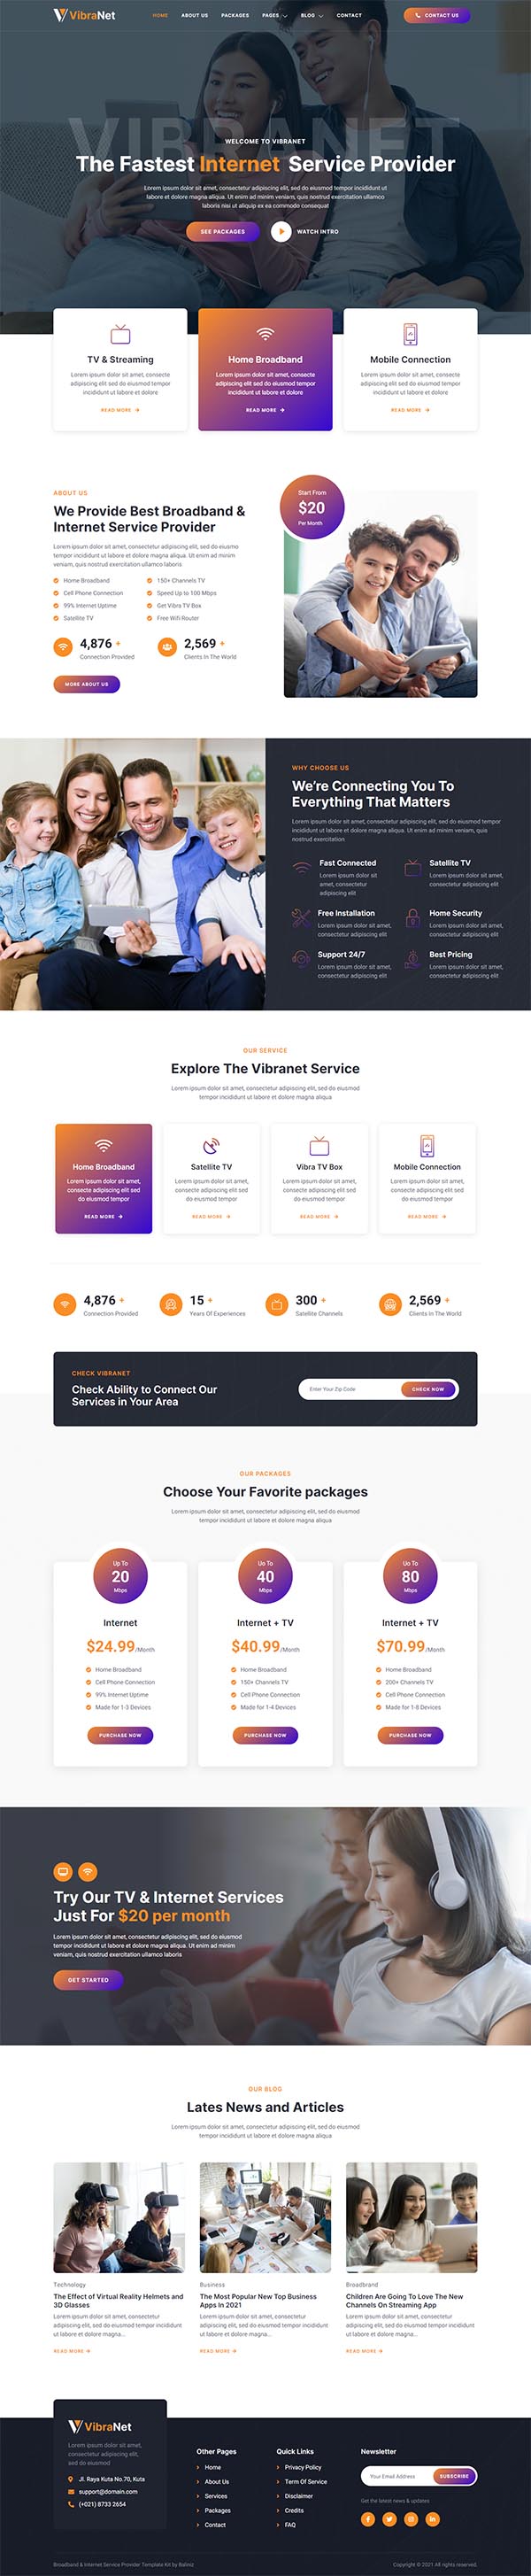 VibraNet
HOME
ABOUT US
PACKAGES
PAGES
BLOG
CONTACT
CONTACT US
VIBRANET
WELCOME TO VIBRANET
The Fastest Internet Service Provider
Lorem ipsum dolor sit amet, consectetur adipiscing elit, sed do eiusmod tempor incididunt ut
labore et dolore magna aliqua. Ut enim ad minim veniam, quis nostrud exercitation ullamco
laboris nisi ut aliquip ex ea commodo consequat
SEE PACKAGES
WATCH INTRO
TV & Streaming
Lorem ipsum dolor sit amet, consecte
adipiscing elit sed do eiusmod tempor
incididunt ut labore et dolore
READ MORE
Home Broadband
Lorem ipsum dolor sit amet, consecte
adipiscing elit sed do eiusmod tempor
incididunt ut labore et dolore
READ MORE
Mobile Connection
Lorem ipsum dolor sit amet, consecte
adipiscing elit sed do eiusmod tempor
incididunt ut labore et dolore
READ MORE
ABOUT US
We Provide Best Broadband &
Internet Service Provider
Lorem ipsum dolor sit amet, consectetur adipiscing elit, sed do eiusmo
tempor incididunt ut labore et dolore magna aliqua. Ut enim ad minim
veniam, quis nostrud exercitation ullamco laboris
Home Broadband
150+ Channels TV
Cell Phone Connection
Speed Up to 100 Mbps
99% Internet Uptime
Get Vibra TV Box
Satellite TV
Free Wifi Router
4,876 +
Connection Provided
2,569 +
Clients In The World
MORE ABOUT US
Start From
$20
Per Month
WHY CHOOSE US
We're Connecting You To
Everything That Matters
Lorem ipsum dolor sit amet, consectetur adipiscing elit, sed do eiusmod tempor
incididunt ut labore et dolore magna aliqua. Ut enim ad minim veniam, quis
nostrud exercitation
Fast Connected
Lorem ipsum dolor sit
amet, consectetur
adipiscing elit
Satellite TV
Lorem ipsum dolor sit amet,
consectetur adipiscing elit
Free Installation
Lorem ipsum dolor sit amet,
consectetur adipiscing elit
Home Security
Lorem ipsum dolor sit amet,
consectetur adipiscing elit
Support 24/7
Lorem ipsum dolor sit amet,
consectetur adipiscing elit
Best Pricing
Lorem ipsum dolor sit amet,
consectetur adipiscing elit
OUR SERVICE
Explore The Vibranet Service
Lorem ipsum dolor sit amet, consectetur adipiscing elit, sed do eiusmod
tempor incididunt ut labore et dolore magna aliqua
Home Broadband
Lorem ipsum dolor sit amet,
consecte adipiscing elit sed
do eiusmod tempor
READ MORE
Satellite TV
Lorem ipsum dolor sit amet,
consecte adipiscing elit sed
do eiusmod tempor
READ MORE
Vibra TV Box
Lorem ipsum dolor sit amet,
consecte adipiscing elit sed
do eiusmod tempor
READ MORE
Mobile Connection
Lorem ipsum dolor sit amet,
consecte adipiscing elit sed
do eiusmod tempor
READ MORE
4,876 +
Connection Provided
15 +
Years Of Experiences
300 +
Satellite Channels
2,569 +
Clients In The World
CHECK VIBRANET
Check Ability to Connect Our
Services in Your Area
Enter Your Zip Code
CHECK NOW
OUR PACKAGES
Choose Your Favorite packages
Lorem ipsum dolor sit amet, consectetur adipiscing elit, sed do eiusmod
tempor incididunt ut labore et dolore magna aliqua
Up To
20
Mbps
Internet
$24.99/Month
Home Broadband
Cell Phone Connection
99% Internet Uptime
Made for 1-3 Devices
PURCHASE NOW
Uo To
40
Mbps
Internet + TV
$40.99/Month
Home Broadband
150+ Channels TV
Cell Phone Connection
Made for 1-4 Devices
PURCHASE NOW
Uo To
80
Mbps
Internet + TV
$70.99/Month
Home Broadband
200+ Channels TV
Cell Phone Connection
Made for 1-8 Devices
PURCHASE NOW
Try Our TV & Internet Services
Just For $20 per month
Lorem ipsum dolor sit amet, consectetur adipiscing elit, sed do eiusmod
tempor incididunt ut labore et dolore magna aliqua. Ut enim ad minim
veniam, quis nostrud exercitation ullamco laboris
GET STARTED
OUR BLOG
Lates News and Articles
Lorem ipsum dolor sit amet, consectetur adipiscing elit, sed do eiusmod
tempor incididunt ut labore et dolore magna aliqua
Technology
The Effect of Virtual Reality Helmets and
3D Glasses
Lorem ipsum dolor sit amet, consectetur
adipiscing elit, sed do eiusmod tempor incididunt
ut labore et dolore magna...
READ MORE
Business
The Most Popular New Top Business
Apps In 2021
Lorem ipsum dolor sit amet, consectetur
adipiscing elit, sed do eiusmod tempor incididunt
ut labore et dolore magna...
READ MORE
Broadbrand
Children Are Going To Love The New
Channels On Streaming App
Lorem ipsum dolor sit amet, consectetur
adipiscing elit, sed do eiusmod tempor incididunt
ut labore et dolore magna...
READ MORE
VibraNet
Lorem ipsum dolor sit amet,
consectetur adipiscing elit,
sed do eiusmod
Jl. Raya Kuta No.70, Kuta
support@domain.com
(+021) 8733 2654
Other Pages
Home
About Us
Services
Packages
Contact
Quick Links
Privacy Policy
Term Of Service
Disclaimer
Credits
FAQ
Newsletter
Your Email Address
SUBSCRIBE
Get the latest news & updates
Broadband & Internet Service Provider Template Kit by Baliniz
Copyright © 2021 All rights reserved.